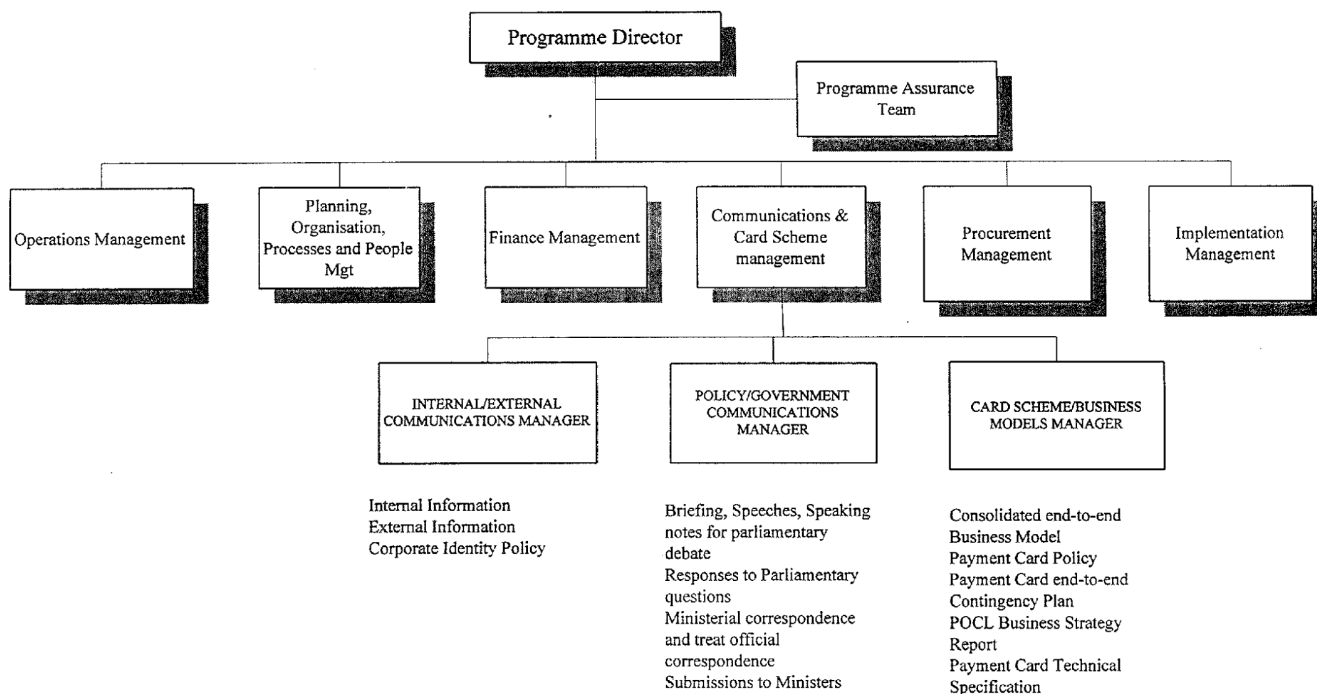 Programme Director
Programme Assurance
Team
Operations Management
Planning,
Organisation,
Processes and People
Mgt
Finance Management
Communications &
Card Scheme
management
Procurement
Management
Implementation
Management
INTERNAL/EXTERNAL
COMMUNICATIONS MANAGER
POLICY/GOVERNMENT
COMMUNICATIONS
MANAGER
CARD SCHEME/BUSINESS
MODELS MANAGER
Internal Information
External Information
Corporate Identity Policy
Briefing, Speeches, Speaking
notes for parliamentary
debate
Responses to Parliamentary
questions
Ministerial correspondence
and treat official
correspondence
Submissions to Ministers
Consolidated end-to-end
Business Model
Payment Card Policy
Payment Card end-to-end
Contingency Plan
POCL Business Strategy
Report
Payment Card Technical
Specification